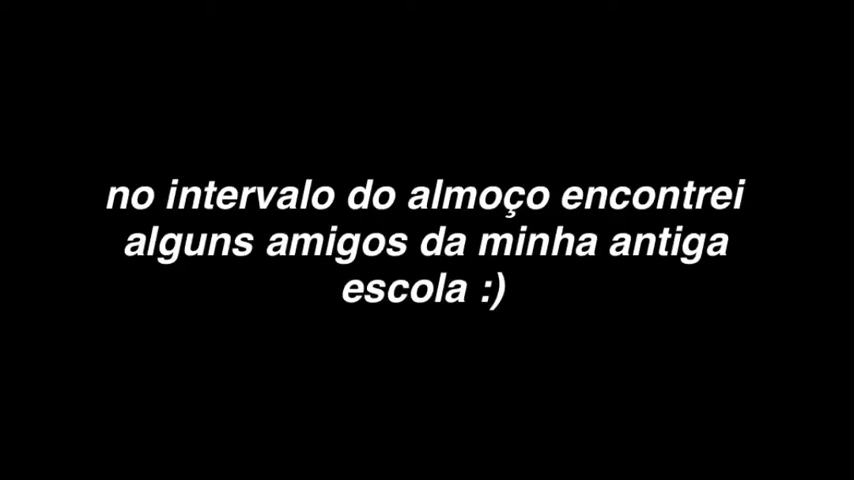 no intervalo do almoço encontrei
alguns amigos da minha antiga
escola :)